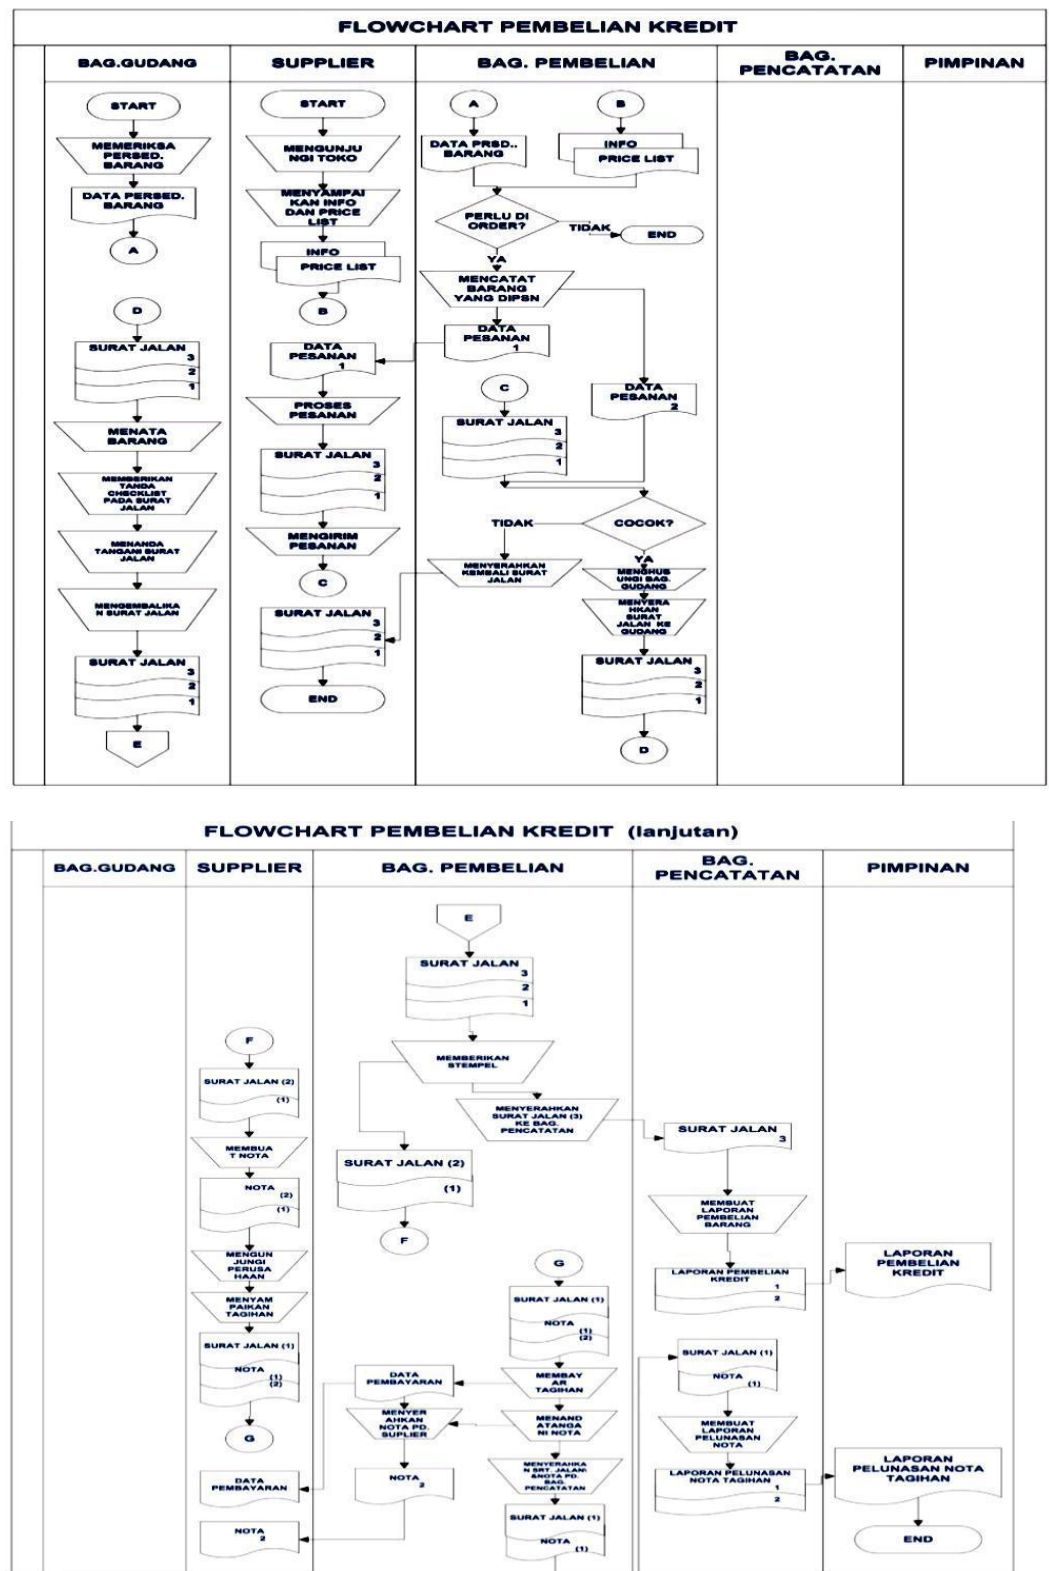 FLOWCHART PEMBELIAN KREDIT
BAG.GUDANG
SUPPLIER
BAG. PEMBELIAN
BAG.
PENCATATAN
PIMPINAN
START
MEMERIKSA
PERSED.
BARANG
DATA PERSED.
BARANG
A
D
SURAT JALAN
3
2
1
MENATA
BARANG
MEMBERIKAN
TANDA
CHECKLIST
PADA SURAT
JALAN
MENANDA
TANGANI SURAT
JALAN
MENGEMBALIKA
N SURAT JALAN
SURAT JALAN
3
2
1
E
START
MENGUNJU
NGI TOKO
MENYAMPAI
KAN INFO
DAN PRICE
LIST
INFO
PRICE LIST
B
DATA
PESANAN
1
PROSES
PESANAN
SURAT JALAN
3
2
1
MENGIRIM
PESANAN
C
SURAT JALAN
3
2
1
END
A
DATA PRSD..
BARANG
B
INFO
PRICE LIST
PERLU DI
ORDER?
TIDAK
END
YA
MENCATAT
BARANG
YANG DIPSN
DATA
PESANAN
1
DATA
PESANAN
2
C
SURAT JALAN
3
2
1
COCOK?
TIDAK
MENYERAHKAN
KEMBALI SURAT
JALAN
YA
MENGHUB
UNGI BAG.
GUDANG
MENYERA
HKAN
SURAT
JALAN KE
GUDANG
SURAT JALAN
3
2
1
D
FLOWCHART PEMBELIAN KREDIT (lanjutan)
BAG.GUDANG
SUPPLIER
BAG. PEMBELIAN
BAG.
PENCATATAN
PIMPINAN
F
SURAT JALAN (2)
(1)
MEMBUA
T NOTA
NOTA
(2)
(1)
MENGUN
JUNGI
PERUSA
HAAN
MENYAM
PAIKAN
TAGIHAN
SURAT JALAN (1)
NOTA
(1)
(2)
G
DATA
PEMBAYARAN
NOTA
2
E
SURAT JALAN
3
2
1
MEMBERIKAN
STEMPEL
MENYERAHKAN
SURAT JALAN (3)
KE BAG.
PENCATATAN
SURAT JALAN (2)
(1)
F
G
SURAT JALAN (1)
NOTA
(1)
(2)
MEMBAY
AR
TAGIHAN
DATA
PEMBAYARAN
MENYER
AHKAN
NOTA PD.
SUPLIER
MENAND
ATANGA
NI NOTA
NOTA
2
MENYERAHKA
N SRT. JALAN\
&NOTA PD.
BAG.
PENCATATAN
SURAT JALAN (1)
NOTA
(1)
SURAT JALAN
3
MEMBUAT
LAPORAN
PEMBELIAN
BARANG
LAPORAN PEMBELIAN
KREDIT
1
2
SURAT JALAN (1)
NOTA
(1)
MEMBUAT
LAPORAN
PELUNASAN
NOTA
LAPORAN PELUNASAN
NOTA TAGIHAN
1
2
LAPORAN
PEMBELIAN
KREDIT
LAPORAN
PELUNASAN NOTA
TAGIHAN
END